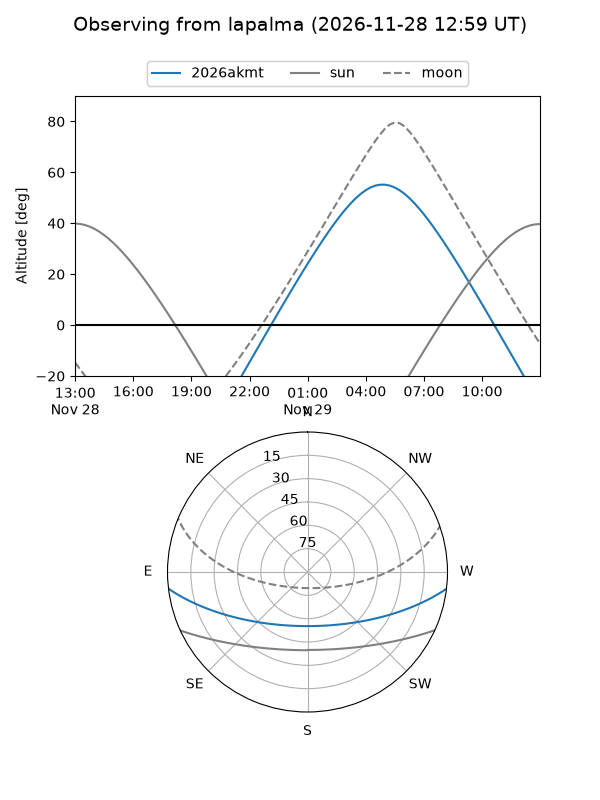 Observing from lapalma (2026-11-28 12:59 UT)
2026akmt sun moon
Altitude [deg]
80
60
40
20
0
−20
13:00 16:00 19:00 22:00 01:00 04:00 07:00 10:00
Nov 28 Nov 29
N
NE NW
15
30
45
60
75
E W
SE SW
S